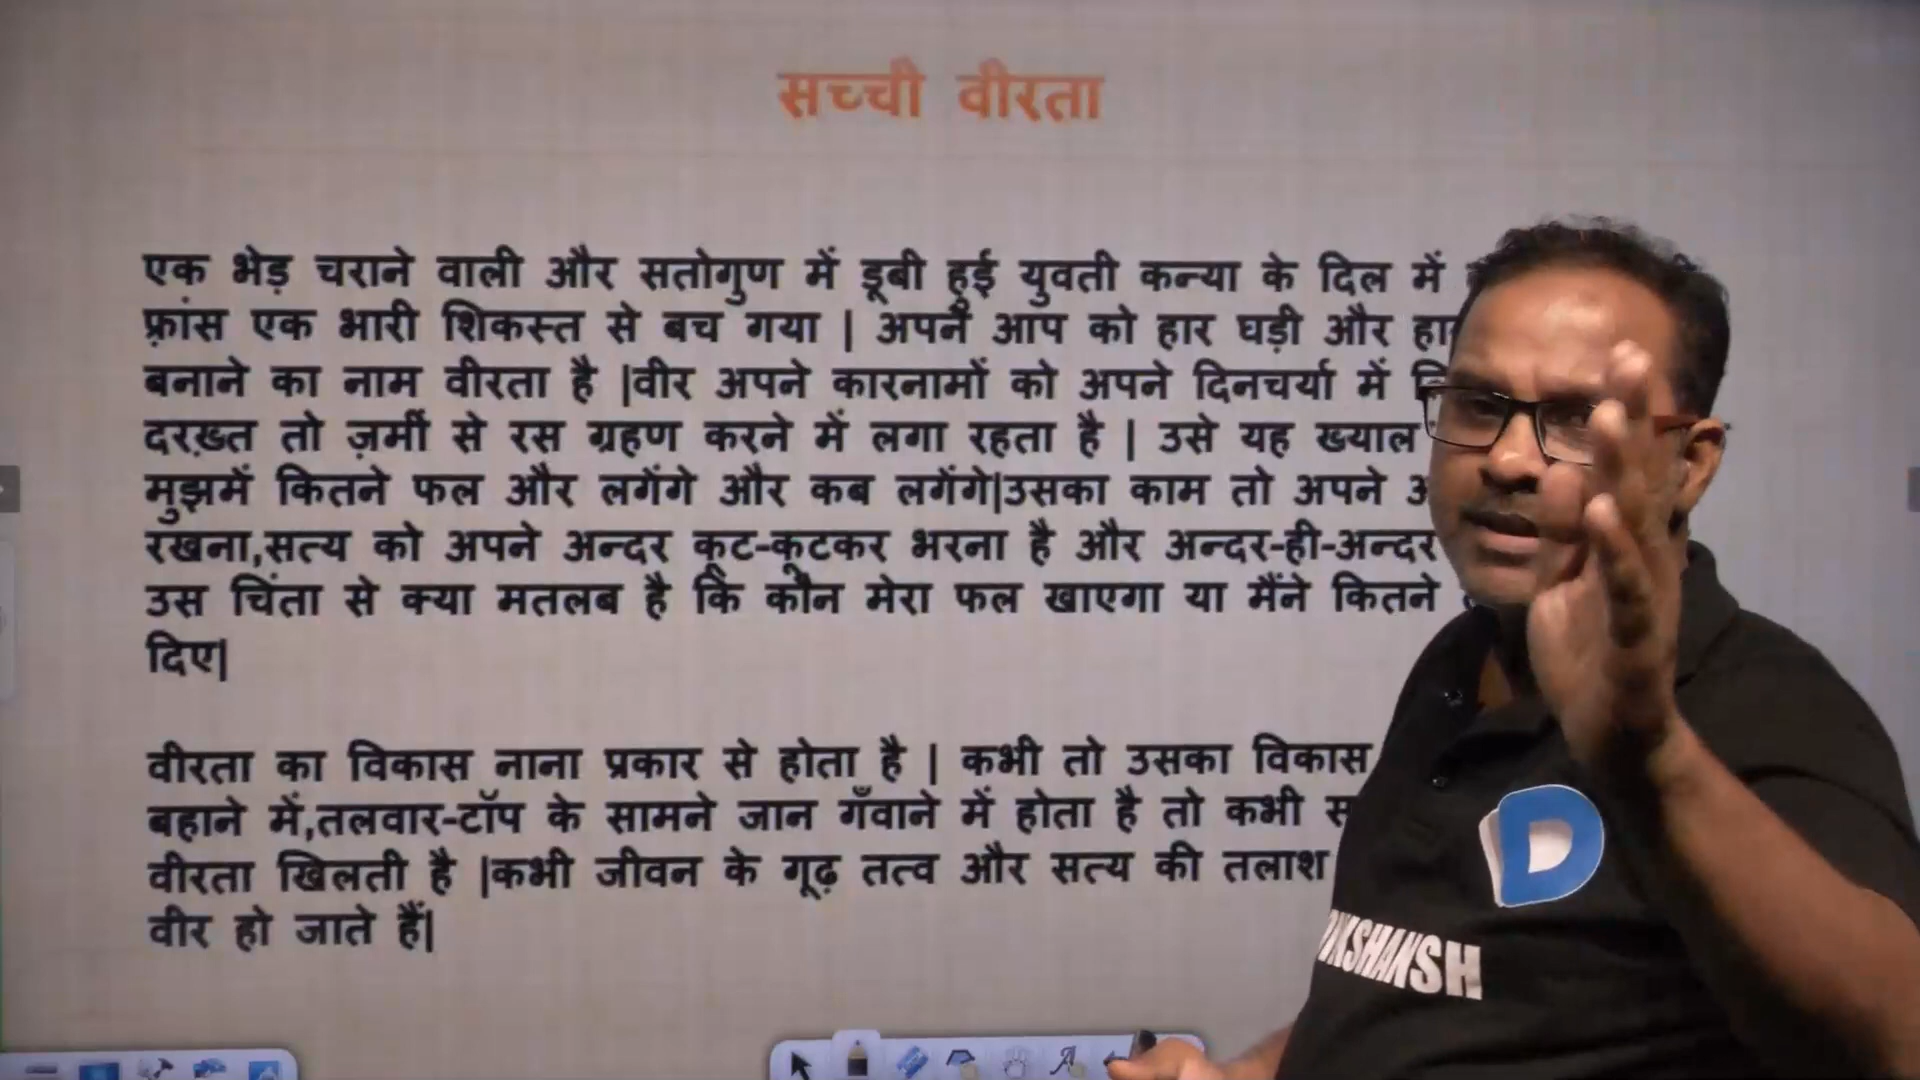 सच्ची वीरता
एक भेड़ चराने वाली और सतोगुण में डूबी हुई युवती कन्या के दिल में
फ़्रांस एक भारी शिकस्त से बच गया | अपने आप को हार घड़ी और
बनाने का नाम वीरता है |वीर अपने कारनामों को अपने दिनचर्या में
दरख़्त तो ज़मीं से रस ग्रहण करने में लगा रहता है | उसे यह ख्याल
मुझमें कितने फल और लगेंगे और कब लगेंगे|उसका काम तो अपने
रखना,सत्य को अपने अन्दर कूट-कूटकर भरना है और अन्दर-ही-अन्दर
उस चिंता से क्या मतलब है कि कौन मेरा फल खाएगा या मैंने कितने
दिए|
वीरता का विकास नाना प्रकार से होता है | कभी तो उसका विकास
बहाने में,तलवार-टॉप के सामने जान गँवाने में होता है तो कभी
वीरता खिलती है |कभी जीवन के गूढ़ तत्व और सत्य की तलाश
वीर हो जाते हैं|
D